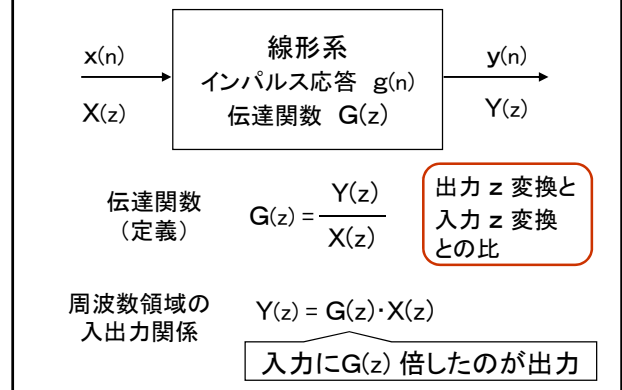 x(n)
X(z)
線形系
インパルス応答 g(n)
伝達関数 G(z)
y(n)
Y(z)
伝達関数
（定義）
G(z) = Y(z) / X(z)
出力 z 変換と
入力 z 変換
との比
周波数領域の
入出力関係
Y(z) = G(z)･X(z)
入力にG(z) 倍したのが出力